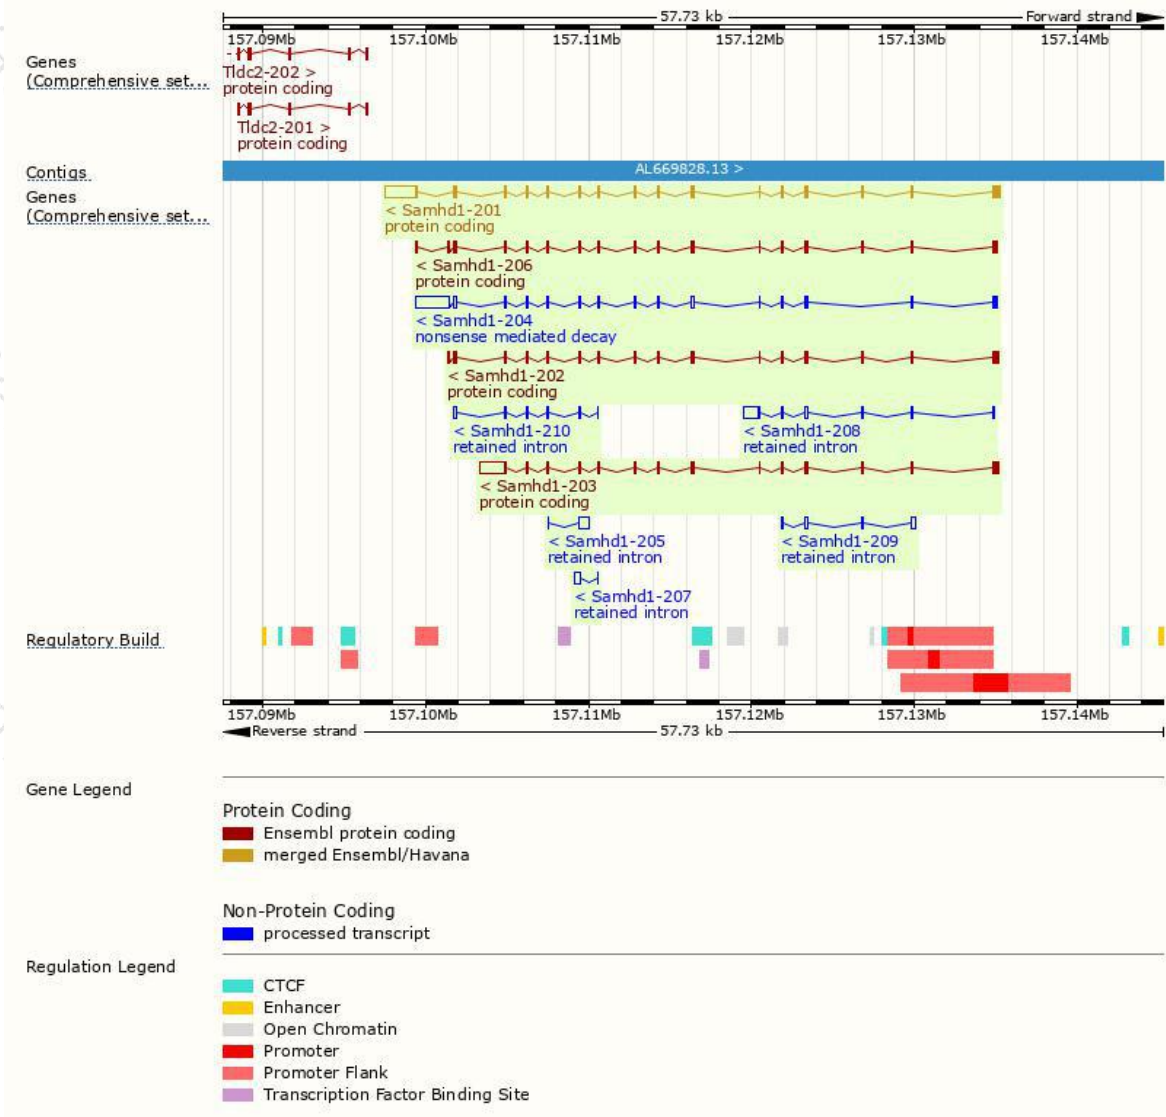 57.73 kb Forward strand
157.09Mb 157.10Mb 157.11Mb 157.12Mb 157.13Mb 157.14Mb
Genes
(Comprehensive set...
Tldc2-202 >
protein coding
Tldc2-201 >
protein coding
Contigs
AL669828.13 >
Genes
(Comprehensive set...
< Samhd1-201
protein coding
< Samhd1-206
protein coding
< Samhd1-204
nonsense mediated decay
< Samhd1-202
protein coding
< Samhd1-210 < Samhd1-208
retained intron retained intron
< Samhd1-203
protein coding
< Samhd1-205 < Samhd1-209
retained intron retained intron
< Samhd1-207
retained intron
Regulatory Build
157.09Mb 157.10Mb 157.11Mb 157.12Mb 157.13Mb 157.14Mb
Reverse strand 57.73 kb
Gene Legend
Protein Coding
Ensembl protein coding
merged Ensembl/Havana
Non-Protein Coding
processed transcript
Regulation Legend
CTCF
Enhancer
Open Chromatin
Promoter
Promoter Flank
Transcription Factor Binding Site